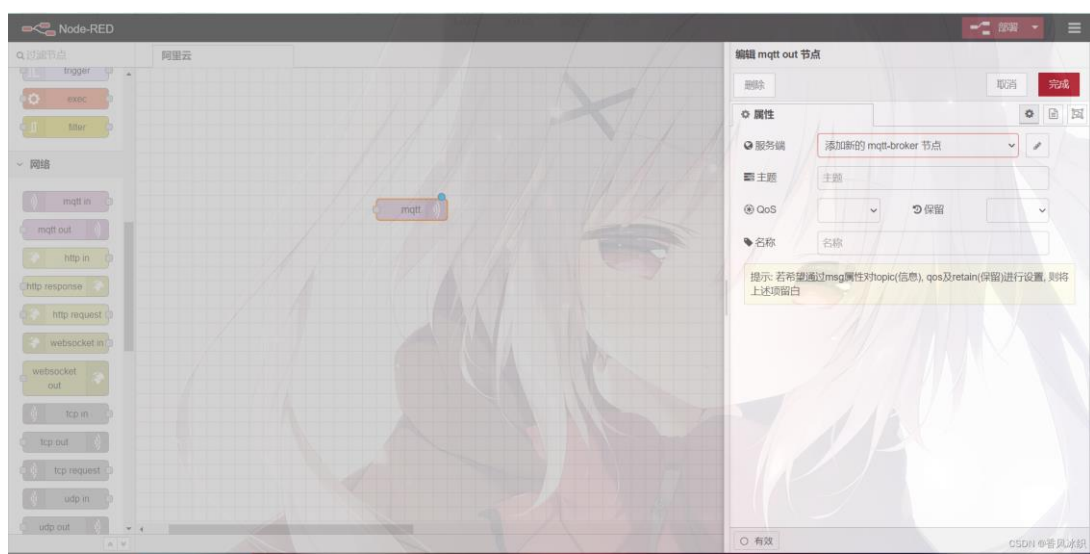 Node-RED
部署
过滤节点
阿里云
trigger
exec
filter
网络
mqtt in
mqtt out
http in
http response
http request
websocket in
websocket
out
tcp in
tcp out
tcp request
udp in
udp out
mqtt
编辑 mqtt out 节点
删除
取消
完成
属性
服务端
添加新的 mqtt-broker 节点
主题
主题
QoS
保留
名称
名称
提示: 若希望通过msg属性对topic(信息), qos及retain(保留)进行设置, 则将
上述项留白
有效
CSDN @香风冰织